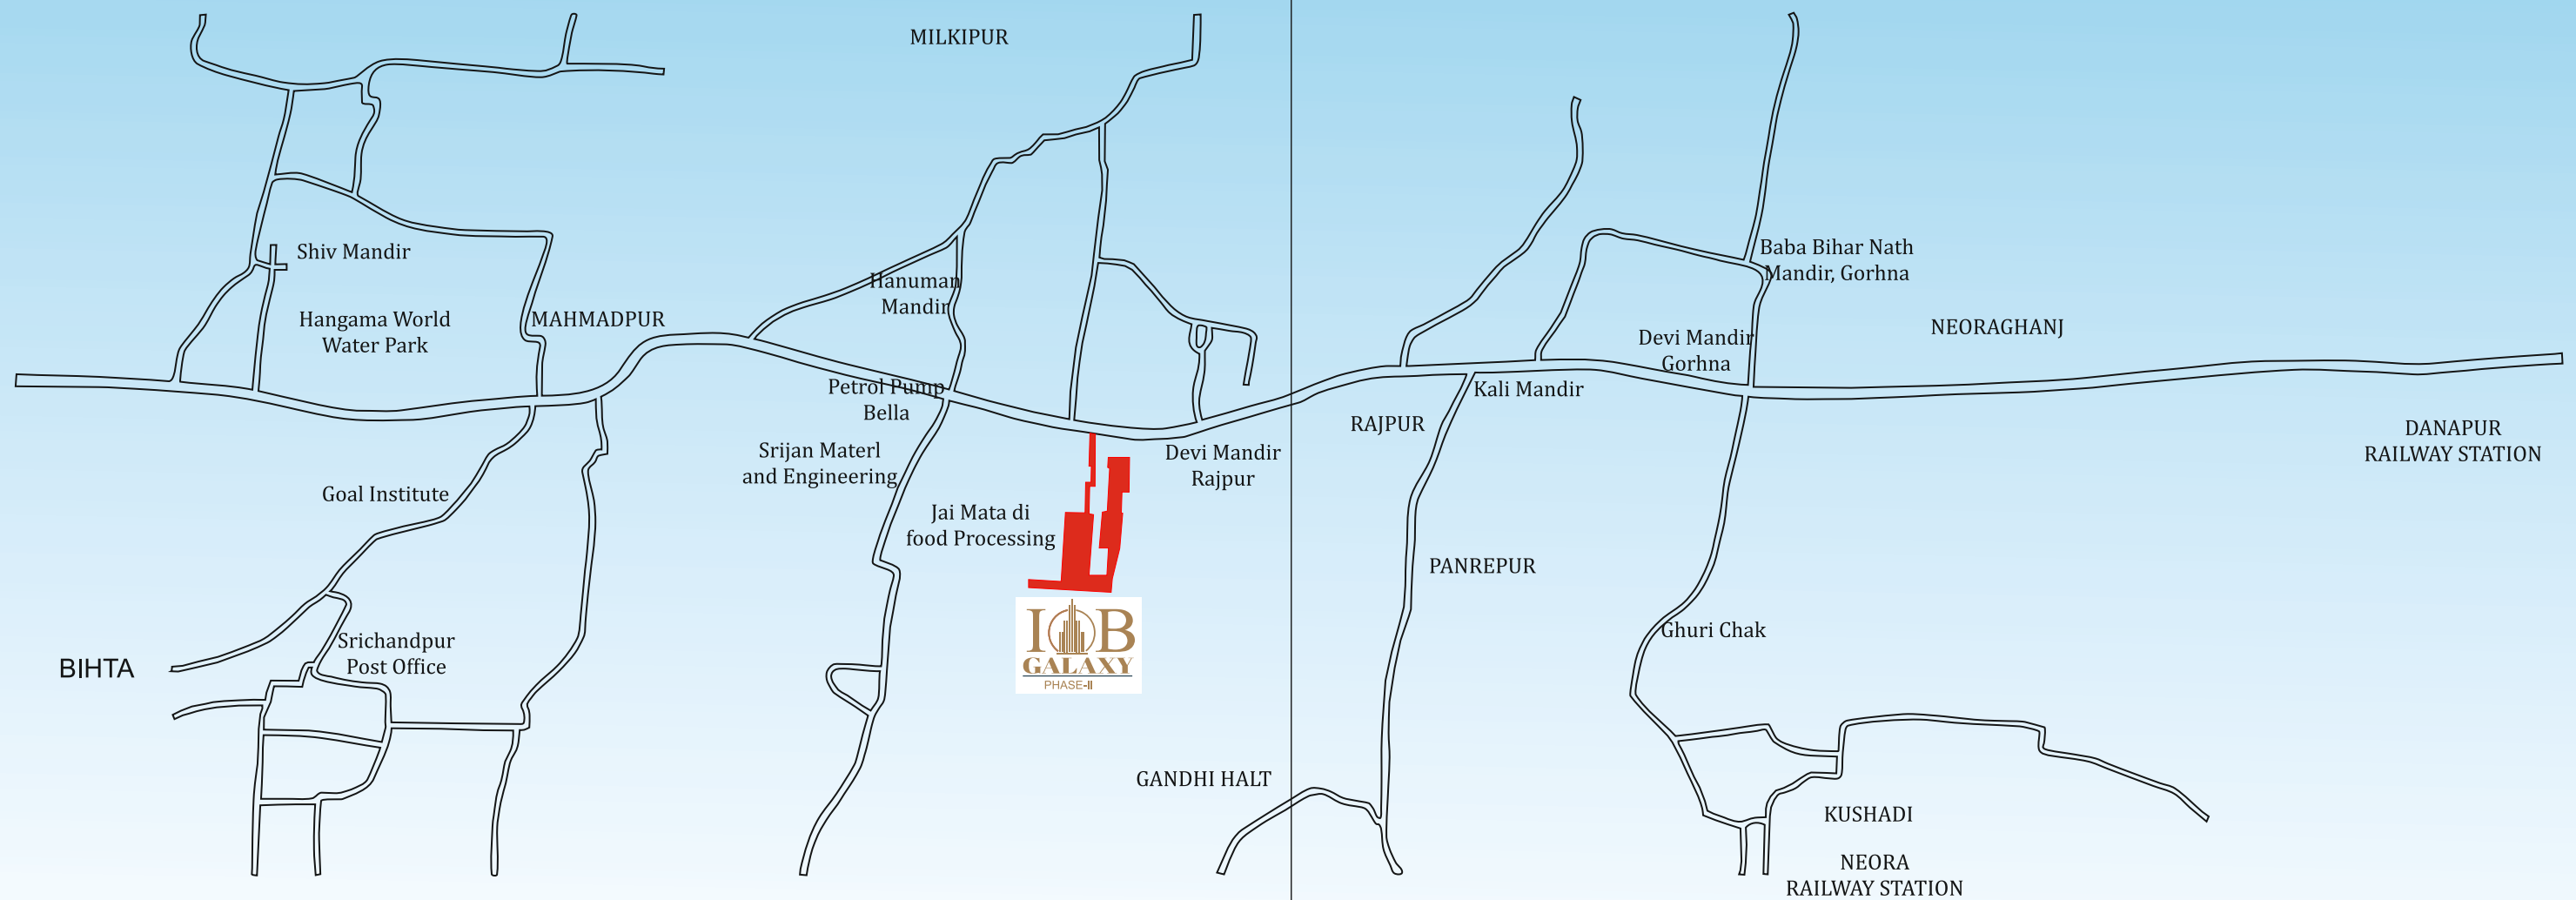 MILKIPUR
Shiv Mandir
Baba Bihar Nath
Mandir, Gorhna
Hanuman
Mandir
Hangama World
Water Park
MAHMADPUR
NEORAGHANJ
Devi Mandir
Gorhna
Petrol Pump
Bella
Kali Mandir
RAJPUR
DANAPUR
RAILWAY STATION
Srijan Materl
and Engineering
Devi Mandir
Rajpur
Goal Institute
Jai Mata di
food Processing
PANREPUR
IOB
GALAXY
PHASE-II
Ghuri Chak
Srichandpur
Post Office
BIHTA
GANDHI HALT
KUSHADI
NEORA
RAILWAY STATION